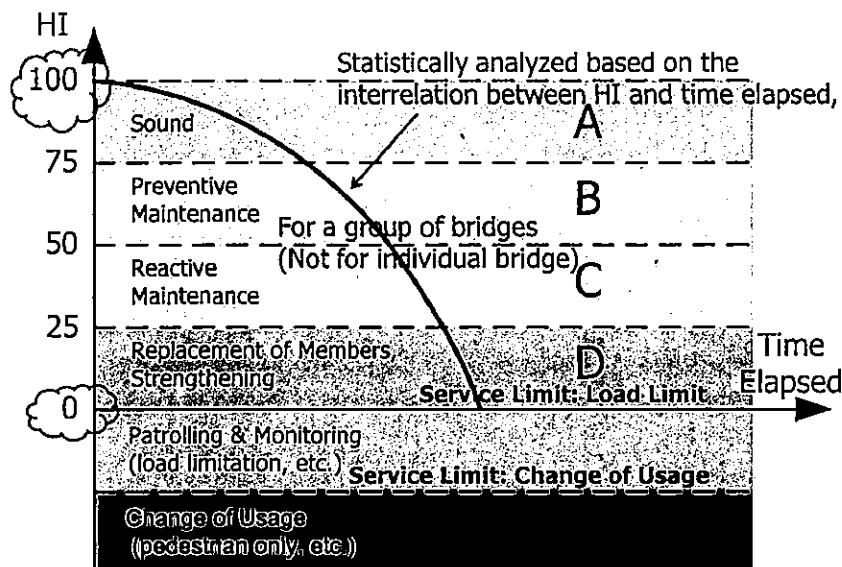 HI
100
Statistically analyzed based on the
interrelation between HI and time elapsed,
Sound
A
75
Preventive
Maintenance
B
For a group of bridges
(Not for individual bridge)
50
Reactive
Maintenance
C
25
Replacement of Members,
Strengthening
D
Time
Elapsed
Service Limit: Load Limit
0
Patrolling & Monitoring
(load limitation, etc.)
Service Limit: Change of Usage
Change of Usage
(pedestrian only, etc.)